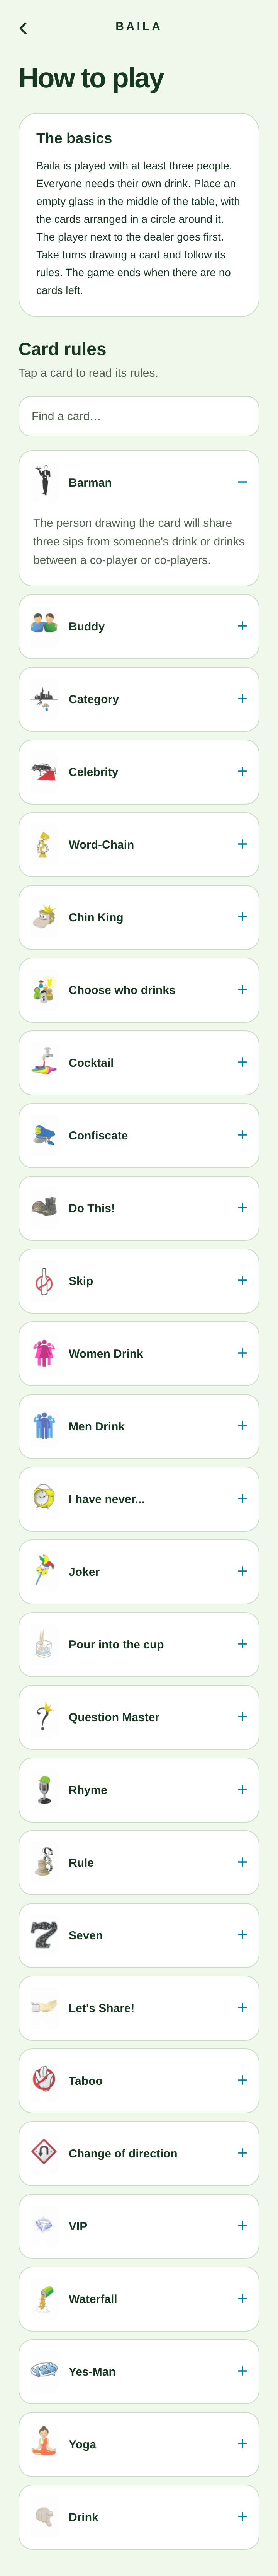 BAILA
How to play
The basics
Baila is played with at least three people.
Everyone needs their own drink. Place an
empty glass in the middle of the table, with
the cards arranged in a circle around it.
The player next to the dealer goes first.
Take turns drawing a card and follow its
rules. The game ends when there are no
cards left.
Card rules
Tap a card to read its rules.
Find a card…
Barman
The person drawing the card will share
three sips from someone's drink or drinks
between a co-player or co-players.
Buddy
Category
Celebrity
Word-Chain
Chin King
Choose who drinks
Cocktail
Confiscate
Do This!
Skip
Women Drink
Men Drink
I have never...
Joker
Pour into the cup
Question Master
Rhyme
Rule
Seven
Let's Share!
Taboo
Change of direction
VIP
Waterfall
Yes-Man
Yoga
Drink